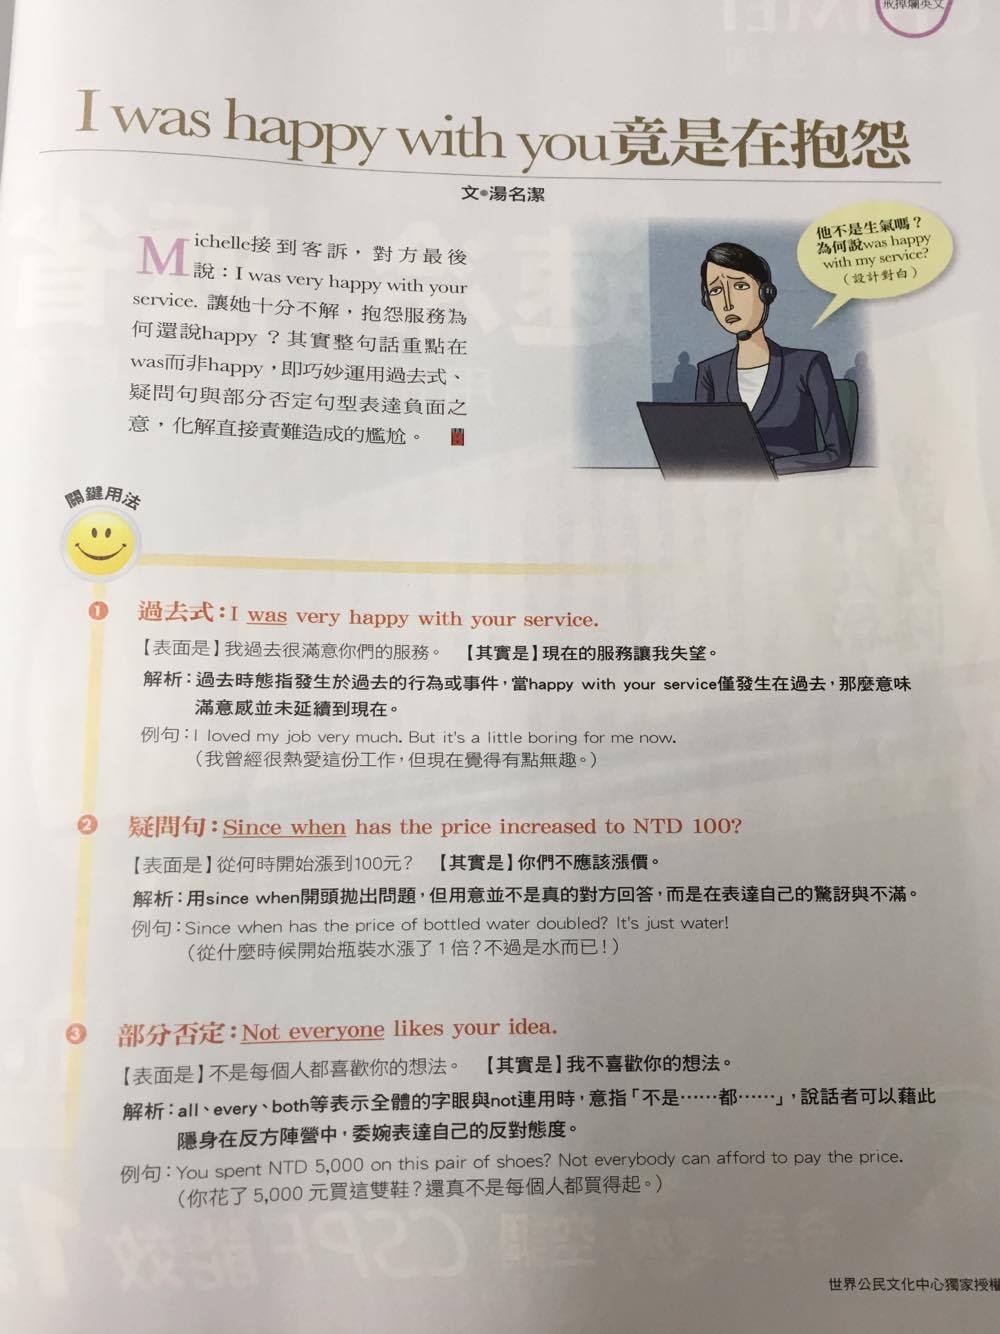 戒掉爛英文
I was happy with you竟是在抱怨
文●湯名潔
Michelle接到客訴，對方最後
說：I was very happy with your
service. 讓她十分不解，抱怨服務為
何還說happy？其實整句話重點在
was而非happy，即巧妙運用過去式、
疑問句與部分否定句型表達負面之
意，化解直接責難造成的尷尬。
他不是生氣嗎？
為何說was happy
with my service?
（設計對白）
關鍵用法
1 過去式：I was very happy with your service.
【表面是】我過去很滿意你們的服務。 【其實是】現在的服務讓我失望。
解析：過去時態指發生於過去的行為或事件，當happy with your service僅發生在過去，那麼意味
滿意感並未延續到現在。
例句：I loved my job very much. But it's a little boring for me now.
（我曾經很熱愛這份工作，但現在覺得有點無趣。）
2 疑問句：Since when has the price increased to NTD 100?
【表面是】從何時開始漲到100元？ 【其實是】你們不應該漲價。
解析：用since when開頭拋出問題，但用意並不是真的對方回答，而是在表達自己的驚訝與不滿。
例句：Since when has the price of bottled water doubled? It's just water!
（從什麼時候開始瓶裝水漲了1倍？不過是水而已！）
3 部分否定：Not everyone likes your idea.
【表面是】不是每個人都喜歡你的想法。 【其實是】我不喜歡你的想法。
解析：all、every、both等表示全體的字眼與not連用時，意指「不是……都……」，說話者可以藉此
隱身在反方陣營中，委婉表達自己的反對態度。
例句：You spent NTD 5,000 on this pair of shoes? Not everybody can afford to pay the price.
（你花了5,000元買這雙鞋？還真不是每個人都買得起。）
世界公民文化中心獨家授權